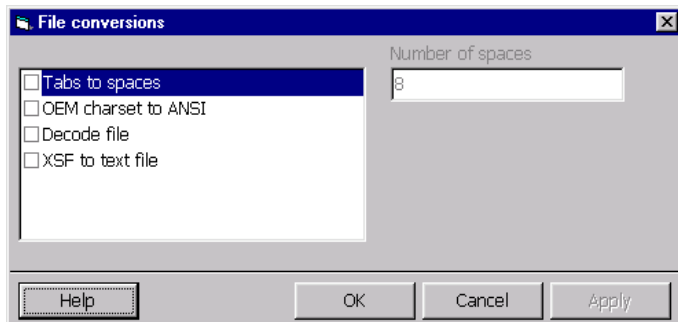 File conversions
Number of spaces
Tabs to spaces
8
OEM charset to ANSI
Decode file
XSF to text file
Help
OK
Cancel
Apply